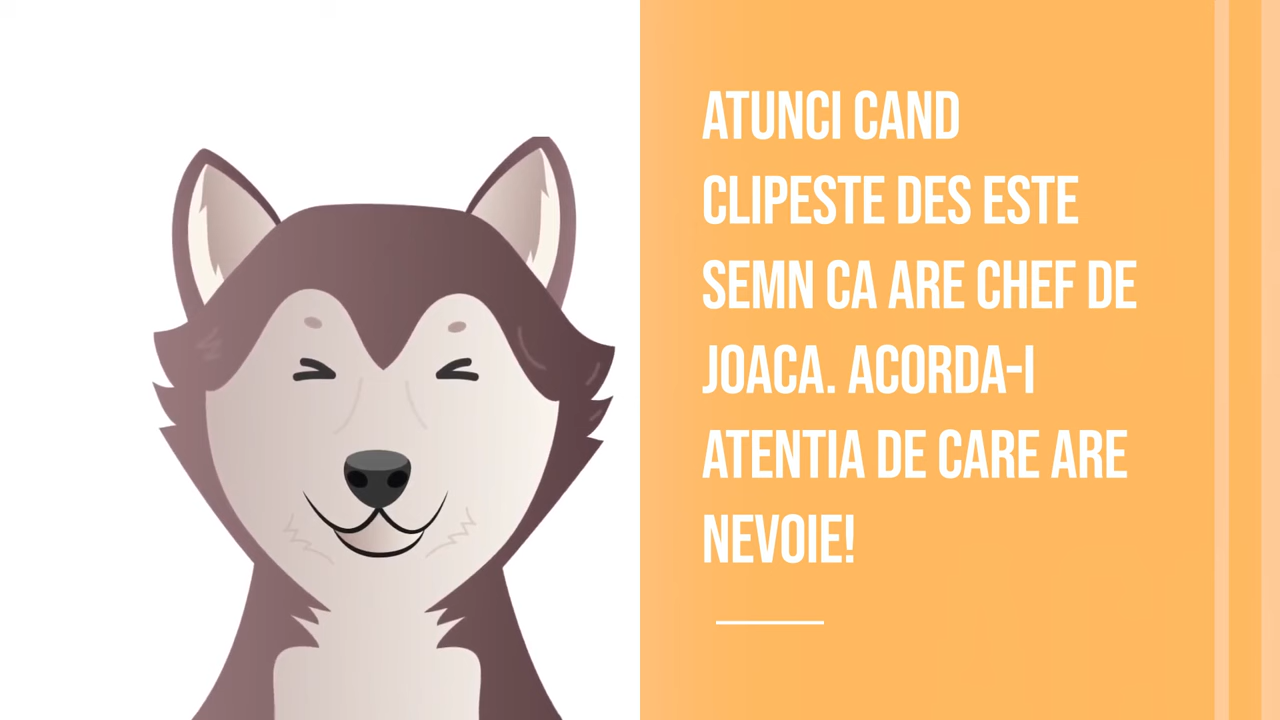 ATUNCI CAND
CLIPESTE DES ESTE
SEMN CA ARE CHEF DE
JOACA. ACORDA-I
ATENTIA DE CARE ARE
NEVOIE!